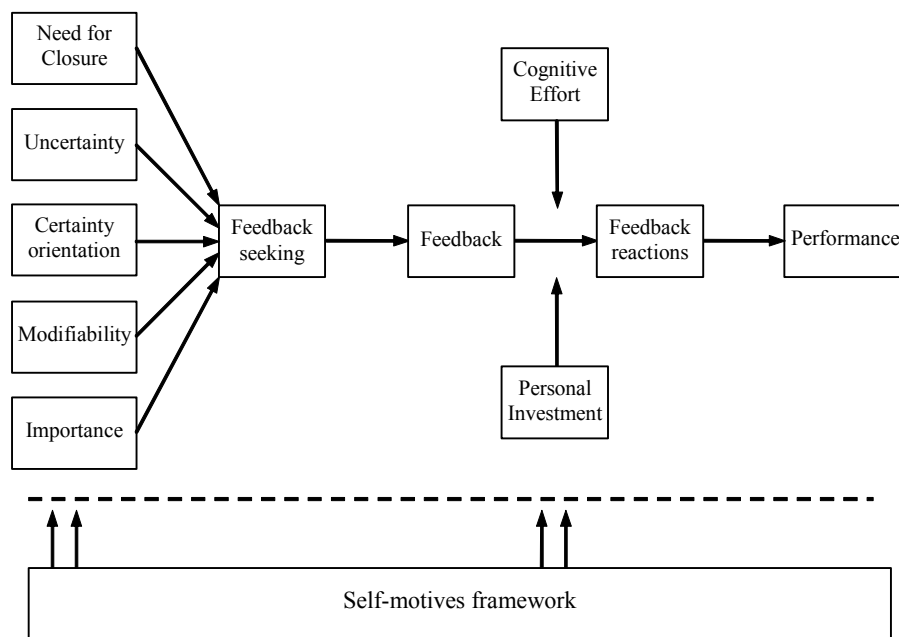 Need for
Closure
Uncertainty
Certainty
orientation
Modifiability
Importance
Feedback
seeking
Feedback
Cognitive
Effort
Personal
Investment
Feedback
reactions
Performance
Self-motives framework